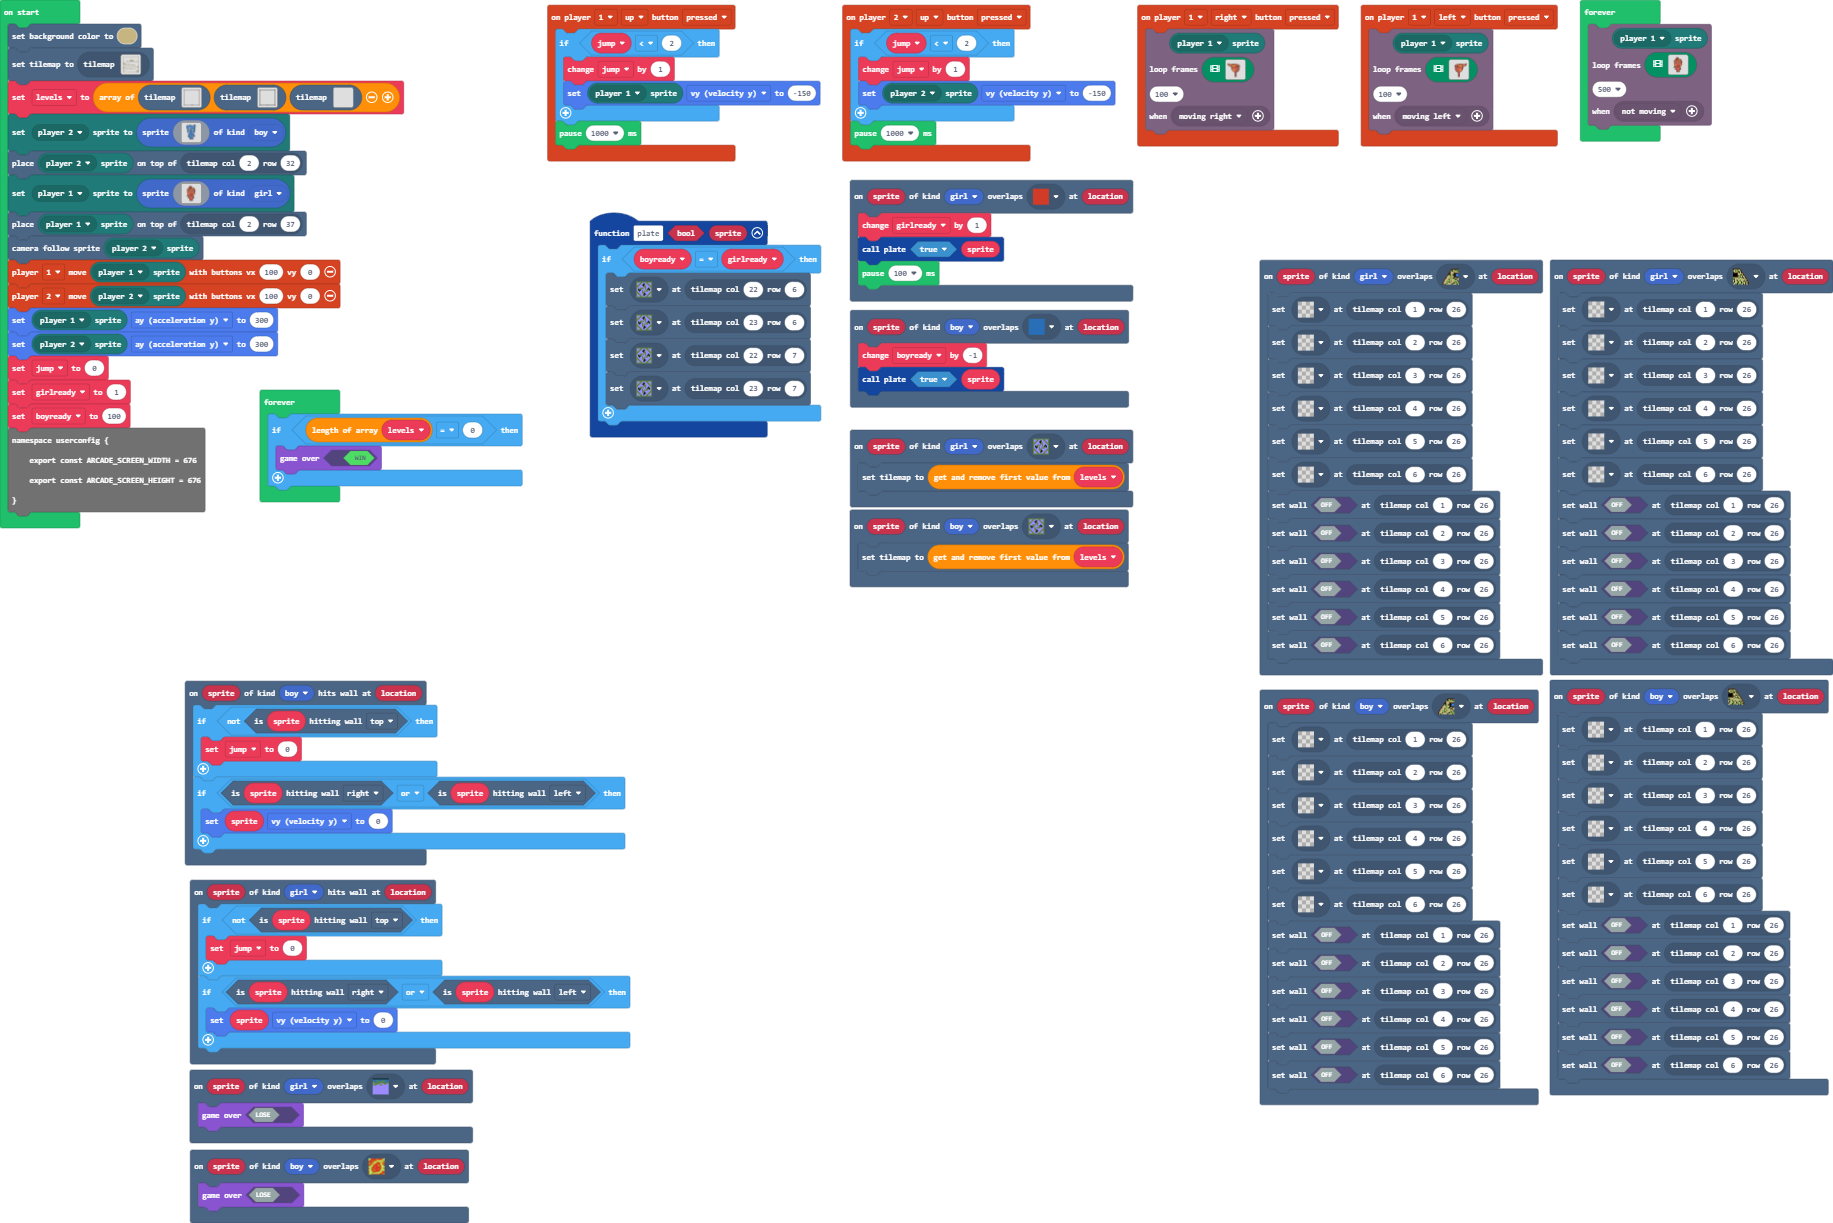 on start
set background color to
set tilemap to tilemap
set levels to array of tilemap tilemap tilemap
set player 2 sprite to sprite of kind boy
place player 2 sprite on top of tilemap col 2 row 32
set player 1 sprite to sprite of kind girl
place player 1 sprite on top of tilemap col 2 row 37
camera follow sprite player 2 sprite
player 1 move player 1 sprite with buttons vx 100 vy 0
player 2 move player 2 sprite with buttons vx 100 vy 0
set player 1 sprite ay (acceleration y) to 300
set player 2 sprite ay (acceleration y) to 300
set jump to 0
set girlready to 1
set boyready to 100
namespace userconfig {
export const ARCADE_SCREEN_WIDTH = 676
export const ARCADE_SCREEN_HEIGHT = 676
}
forever
if length of array levels = 0 then
game over WIN
on player 1 up button pressed
if jump < 2 then
change jump by 1
set player 1 sprite vy (velocity y) to -150
pause 1000 ms
on player 2 up button pressed
if jump < 2 then
change jump by 1
set player 2 sprite vy (velocity y) to -150
pause 1000 ms
on player 1 right button pressed
player 1 sprite
loop frames
100
when moving right
on player 1 left button pressed
player 1 sprite
loop frames
100
when moving left
forever
player 1 sprite
loop frames
500
when not moving
function plate bool sprite
if boyready = girlready then
set at tilemap col 22 row 6
set at tilemap col 23 row 6
set at tilemap col 22 row 7
set at tilemap col 23 row 7
on sprite of kind girl overlaps at location
change girlready by 1
call plate true sprite
pause 100 ms
on sprite of kind boy overlaps at location
change boyready by -1
call plate true sprite
on sprite of kind girl overlaps at location
set tilemap to get and remove first value from levels
on sprite of kind boy overlaps at location
set tilemap to get and remove first value from levels
on sprite of kind girl overlaps at location
set at tilemap col 1 row 26
set at tilemap col 2 row 26
set at tilemap col 3 row 26
set at tilemap col 4 row 26
set at tilemap col 5 row 26
set at tilemap col 6 row 26
set wall OFF at tilemap col 1 row 26
set wall OFF at tilemap col 2 row 26
set wall OFF at tilemap col 3 row 26
set wall OFF at tilemap col 4 row 26
set wall OFF at tilemap col 5 row 26
set wall OFF at tilemap col 6 row 26
on sprite of kind girl overlaps at location
set at tilemap col 1 row 26
set at tilemap col 2 row 26
set at tilemap col 3 row 26
set at tilemap col 4 row 26
set at tilemap col 5 row 26
set at tilemap col 6 row 26
set wall OFF at tilemap col 1 row 26
set wall OFF at tilemap col 2 row 26
set wall OFF at tilemap col 3 row 26
set wall OFF at tilemap col 4 row 26
set wall OFF at tilemap col 5 row 26
set wall OFF at tilemap col 6 row 26
on sprite of kind boy hits wall at location
if not is sprite hitting wall top then
set jump to 0
if is sprite hitting wall right or is sprite hitting wall left then
set sprite vy (velocity y) to 0
on sprite of kind girl hits wall at location
if not is sprite hitting wall top then
set jump to 0
if is sprite hitting wall right or is sprite hitting wall left then
set sprite vy (velocity y) to 0
on sprite of kind girl overlaps at location
game over LOSE
on sprite of kind boy overlaps at location
game over LOSE
on sprite of kind boy overlaps at location
set at tilemap col 1 row 26
set at tilemap col 2 row 26
set at tilemap col 3 row 26
set at tilemap col 4 row 26
set at tilemap col 5 row 26
set at tilemap col 6 row 26
set wall OFF at tilemap col 1 row 26
set wall OFF at tilemap col 2 row 26
set wall OFF at tilemap col 3 row 26
set wall OFF at tilemap col 4 row 26
set wall OFF at tilemap col 5 row 26
set wall OFF at tilemap col 6 row 26
on sprite of kind boy overlaps at location
set at tilemap col 1 row 26
set at tilemap col 2 row 26
set at tilemap col 3 row 26
set at tilemap col 4 row 26
set at tilemap col 5 row 26
set at tilemap col 6 row 26
set wall OFF at tilemap col 1 row 26
set wall OFF at tilemap col 2 row 26
set wall OFF at tilemap col 3 row 26
set wall OFF at tilemap col 4 row 26
set wall OFF at tilemap col 5 row 26
set wall OFF at tilemap col 6 row 26